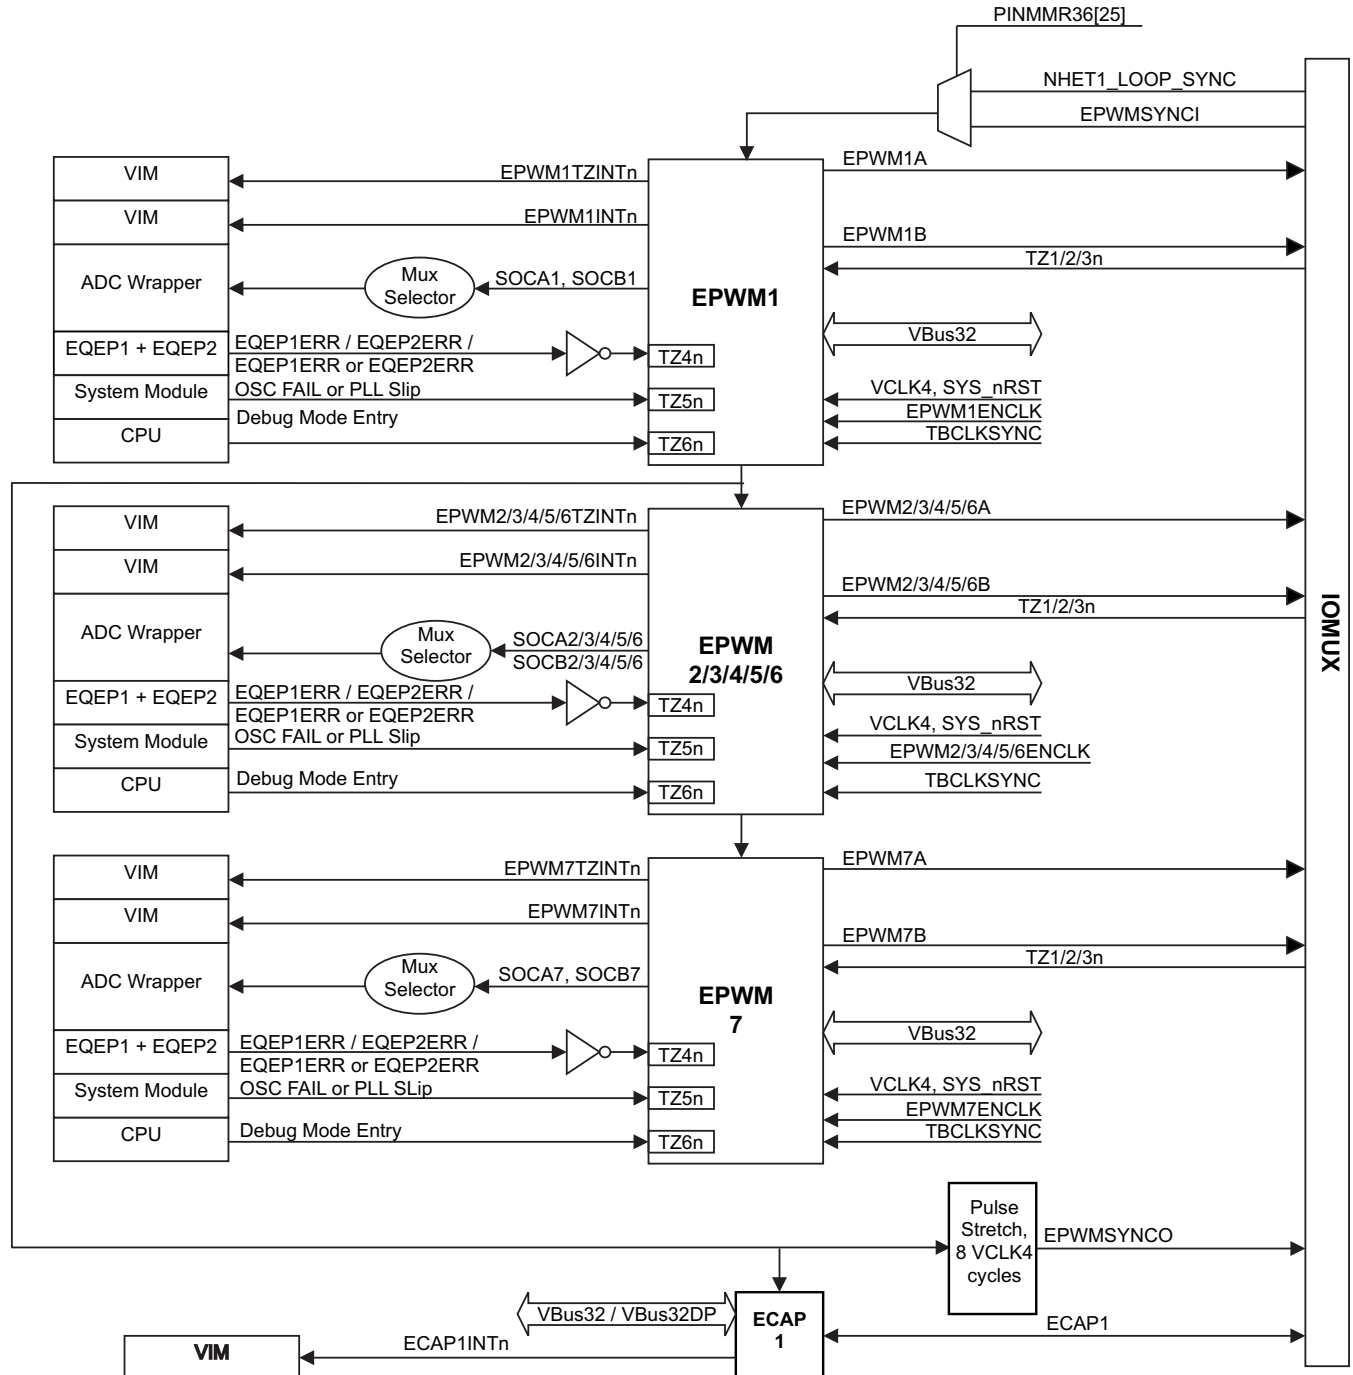 PINMMR36[25]
NHET1_LOOP_SYNC
EPWMSYNCI
VIM
EPWM1TZINTn
EPWM1A
VIM
EPWM1INTn
EPWM1B
TZ1/2/3n
ADC Wrapper
Mux
Selector
SOCA1, SOCB1
EPWM1
VBus32
EQEP1 + EQEP2
EQEP1ERR / EQEP2ERR /
EQEP1ERR or EQEP2ERR
TZ4n
System Module
OSC FAIL or PLL Slip
TZ5n
VCLK4, SYS_nRST
EPWM1ENCLK
CPU
Debug Mode Entry
TZ6n
TBCLKSYNC
VIM
EPWM2/3/4/5/6TZINTn
EPWM2/3/4/5/6A
VIM
EPWM2/3/4/5/6INTn
EPWM2/3/4/5/6B
TZ1/2/3n
IOMUX
ADC Wrapper
Mux
Selector
SOCA2/3/4/5/6
SOCB2/3/4/5/6
EPWM
2/3/4/5/6
VBus32
EQEP1 + EQEP2
EQEP1ERR / EQEP2ERR /
EQEP1ERR or EQEP2ERR
TZ4n
System Module
OSC FAIL or PLL Slip
TZ5n
VCLK4, SYS_nRST
EPWM2/3/4/5/6ENCLK
CPU
Debug Mode Entry
TZ6n
TBCLKSYNC
VIM
EPWM7TZINTn
EPWM7A
VIM
EPWM7INTn
EPWM7B
TZ1/2/3n
ADC Wrapper
Mux
Selector
SOCA7, SOCB7
EPWM
7
VBus32
EQEP1 + EQEP2
EQEP1ERR / EQEP2ERR /
EQEP1ERR or EQEP2ERR
TZ4n
System Module
OSC FAIL or PLL SLip
TZ5n
VCLK4, SYS_nRST
EPWM7ENCLK
CPU
Debug Mode Entry
TZ6n
TBCLKSYNC
Pulse
Stretch,
8 VCLK4
cycles
EPWMSYNCO
VBus32 / VBus32DP
ECAP
1
ECAP1
VIM
ECAP1INTn